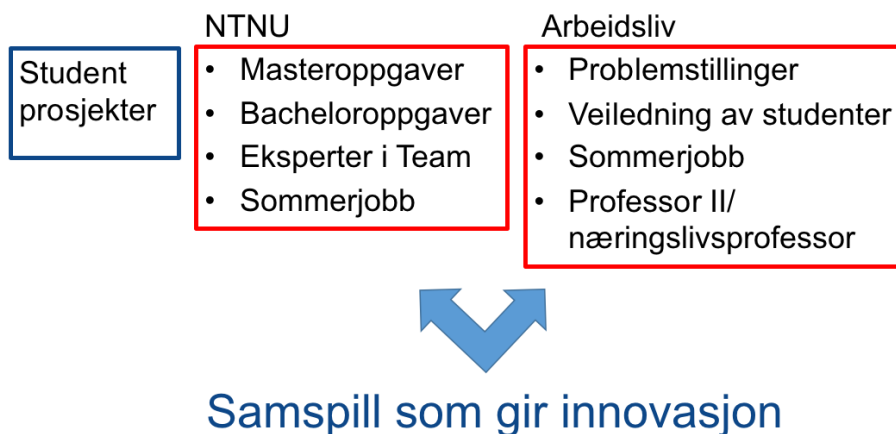 NTNU
Arbeidsliv
Student
prosjekter
• Masteroppgaver
• Bacheloroppgaver
• Eksperter i Team
• Sommerjobb
• Problemstillinger
• Veiledning av studenter
• Sommerjobb
• Professor II/
næringslivsprofessor
Samspill som gir innovasjon